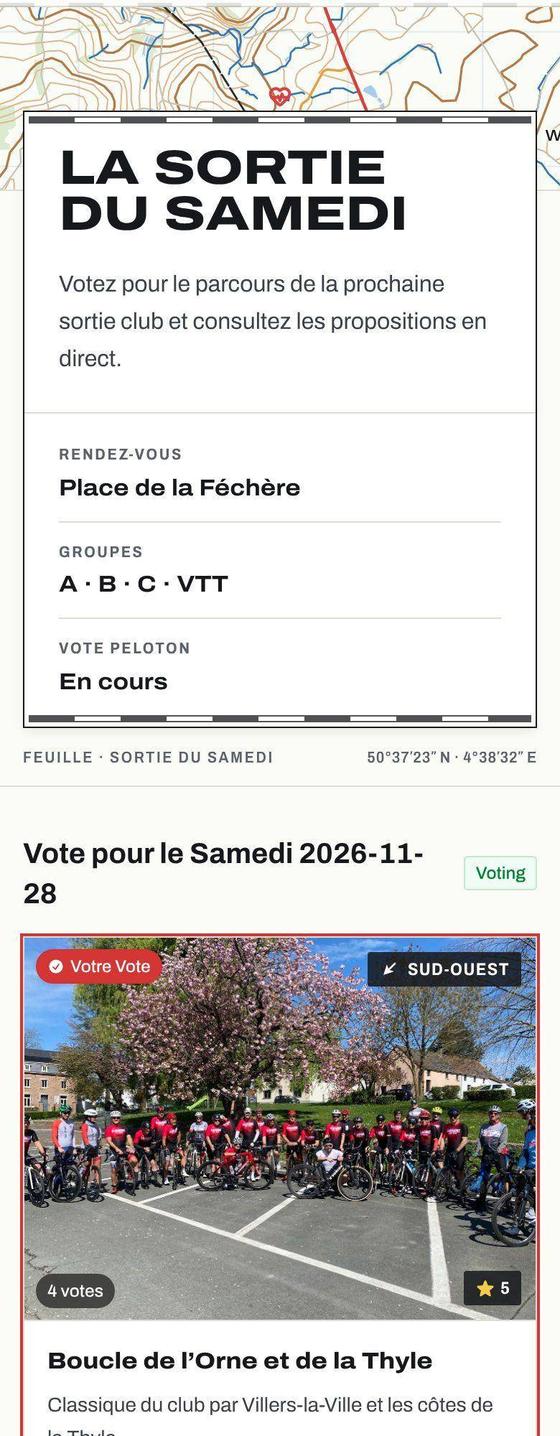 W
LA SORTIE
DU SAMEDI
Votez pour le parcours de la prochaine
sortie club et consultez les propositions en
direct.
RENDEZ-VOUS
Place de la Féchère
GROUPES
A · B · C · VTT
VOTE PELOTON
En cours
FEUILLE · SORTIE DU SAMEDI
50°37′23″ N · 4°38′32″ E
Vote pour le Samedi 2026-11-
28
Voting
Votre Vote
SUD-OUEST
4 votes
5
Boucle de l’Orne et de la Thyle
Classique du club par Villers-la-Ville et les côtes de
la Thyle